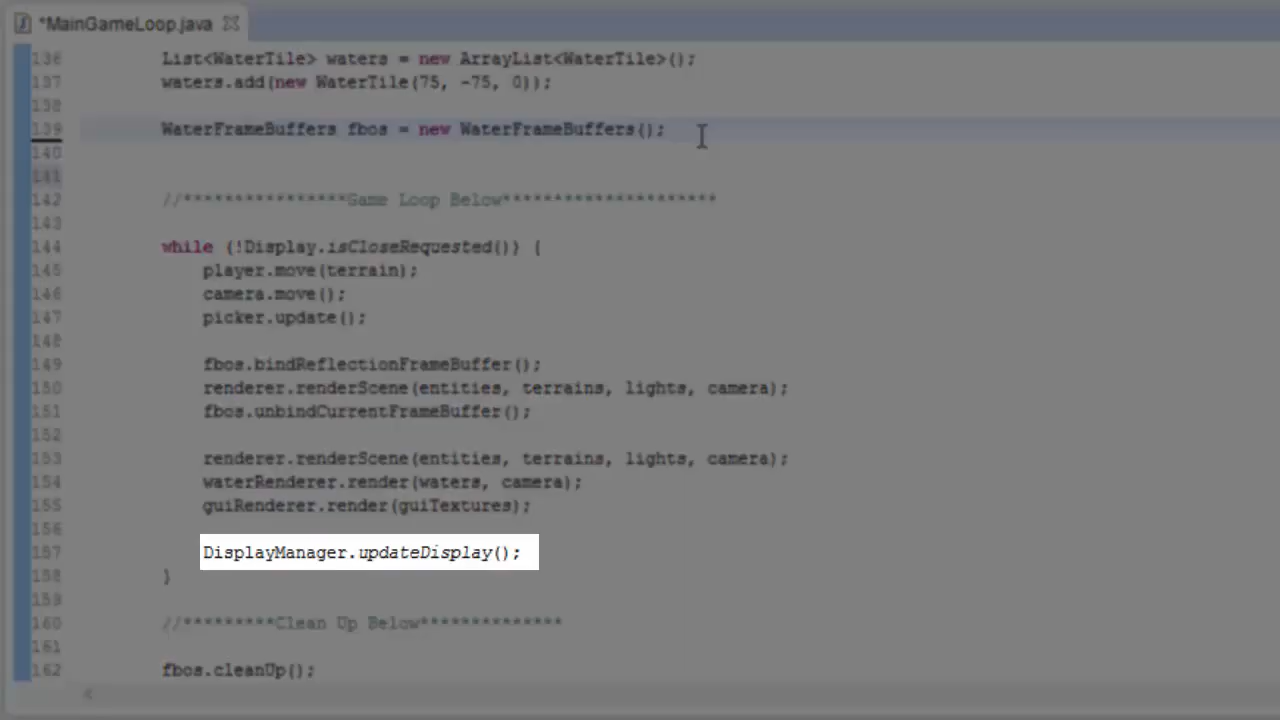 *MainGameLoop.java
136 List<WaterTile> waters = new ArrayList<WaterTile>();
137 waters.add(new WaterTile(75, -75, 0));
138
139 WaterFrameBuffers fbos = new WaterFrameBuffers();
140
141
142 //****************Game Loop Below*********************
143
144 while (!Display.isCloseRequested()) {
145 player.move(terrain);
146 camera.move();
147 picker.update();
148
149 fbos.bindReflectionFrameBuffer();
150 renderer.renderScene(entities, terrains, lights, camera);
151 fbos.unbindCurrentFrameBuffer();
152
153 renderer.renderScene(entities, terrains, lights, camera);
154 waterRenderer.render(waters, camera);
155 guiRenderer.render(guiTextures);
156
157 DisplayManager.updateDisplay();
158 }
159
160 //*********Clean Up Below**************
161
162 fbos.cleanUp();